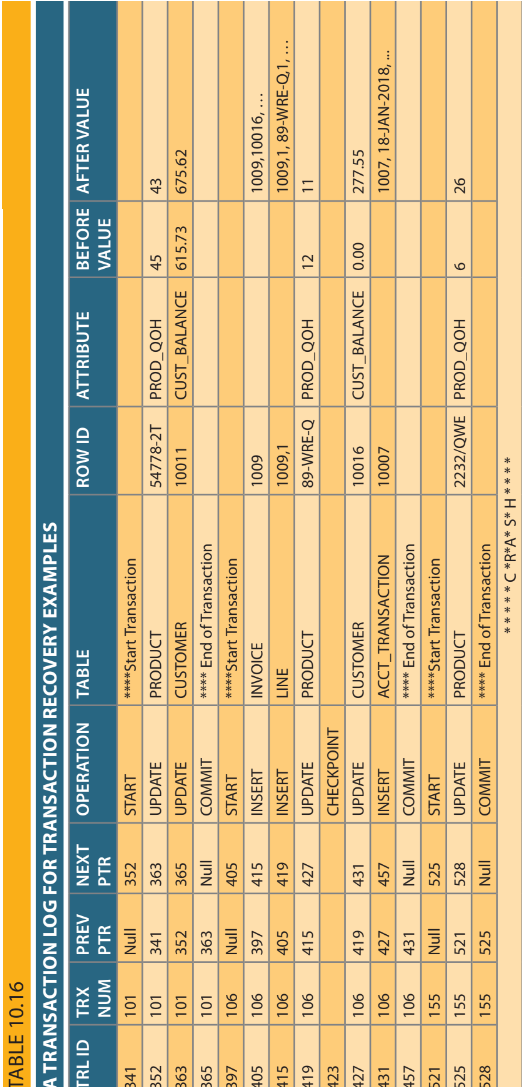 TABLE 10.16
A TRANSACTION LOG FOR TRANSACTION RECOVERY EXAMPLES
TRL ID TRX NUM PREV PTR NEXT PTR OPERATION TABLE ROW ID ATTRIBUTE BEFORE VALUE AFTER VALUE
341 101 Null 352 START ****Start Transaction
352 101 341 363 UPDATE PRODUCT 54778-2T PROD_QOH 45 43
363 101 352 365 UPDATE CUSTOMER 10011 CUST_BALANCE 615.73 675.62
365 101 363 Null COMMIT **** End of Transaction
397 106 Null 405 START ****Start Transaction
405 106 397 415 INSERT INVOICE 1009 1009,10016, …
415 106 405 419 INSERT LINE 1009,1 1009,1, 89-WRE-Q,1, …
419 106 415 427 UPDATE PRODUCT 89-WRE-Q PROD_QOH 12 11
423 CHECKPOINT
427 106 419 431 UPDATE CUSTOMER 10016 CUST_BALANCE 0.00 277.55
431 106 427 457 INSERT ACCT_TRANSACTION 10007 1007, 18-JAN-2018, ...
457 106 431 Null COMMIT **** End of Transaction
521 155 Null 525 START ****Start Transaction
525 155 521 528 UPDATE PRODUCT 2232/QWE PROD_QOH 6 26
528 155 525 Null COMMIT **** End of Transaction
* * * * * C *R*A* S* H * * * *